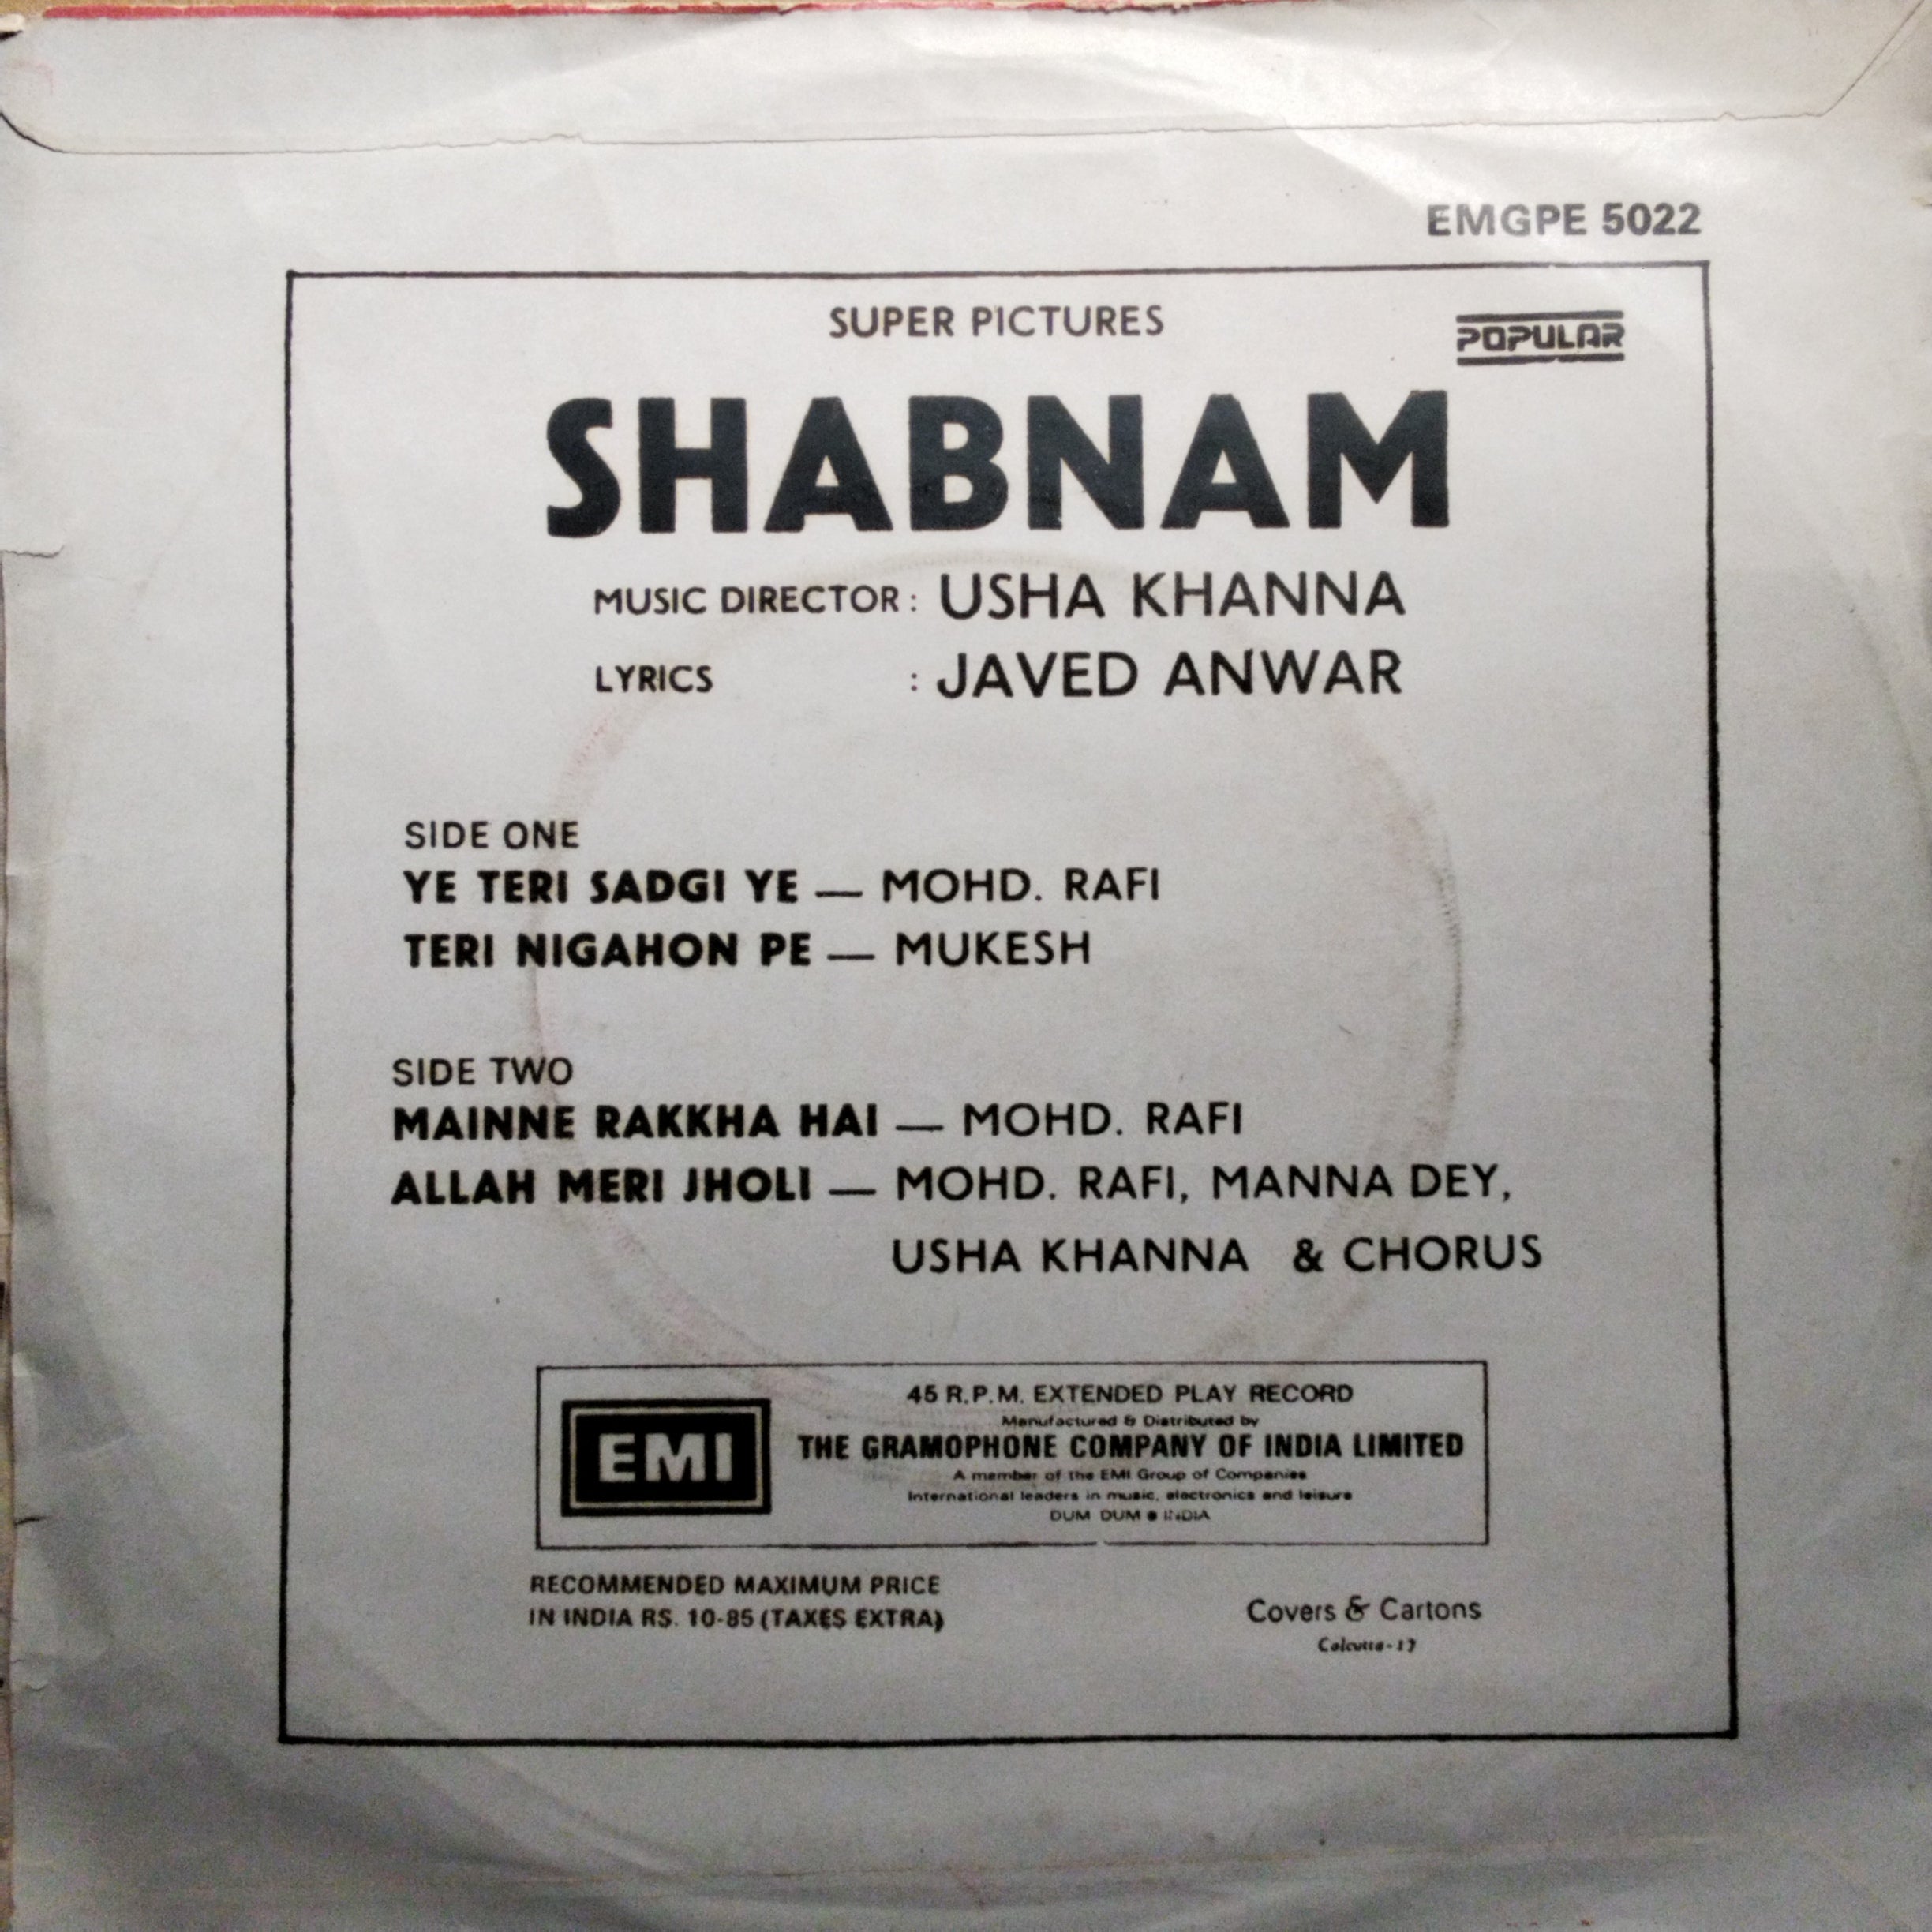 EMGPE 5022
SUPER PICTURES
POPULAR
SHABNAM
MUSIC DIRECTOR : USHA KHANNA
LYRICS : JAVED ANWAR
SIDE ONE
YE TERI SADGI YE — MOHD. RAFI
TERI NIGAHON PE — MUKESH
SIDE TWO
MAINNE RAKKHA HAI — MOHD. RAFI
ALLAH MERI JHOLI — MOHD. RAFI, MANNA DEY,
USHA KHANNA & CHORUS
EMI
45 R.P.M. EXTENDED PLAY RECORD
Manufactured & Distributed by
THE GRAMOPHONE COMPANY OF INDIA LIMITED
A member of the EMI Group of Companies
International leaders in music, electronics and leisure
DUM DUM ● INDIA
RECOMMENDED MAXIMUM PRICE
IN INDIA RS. 10-85 (TAXES EXTRA)
Covers & Cartons
Calcutta-17